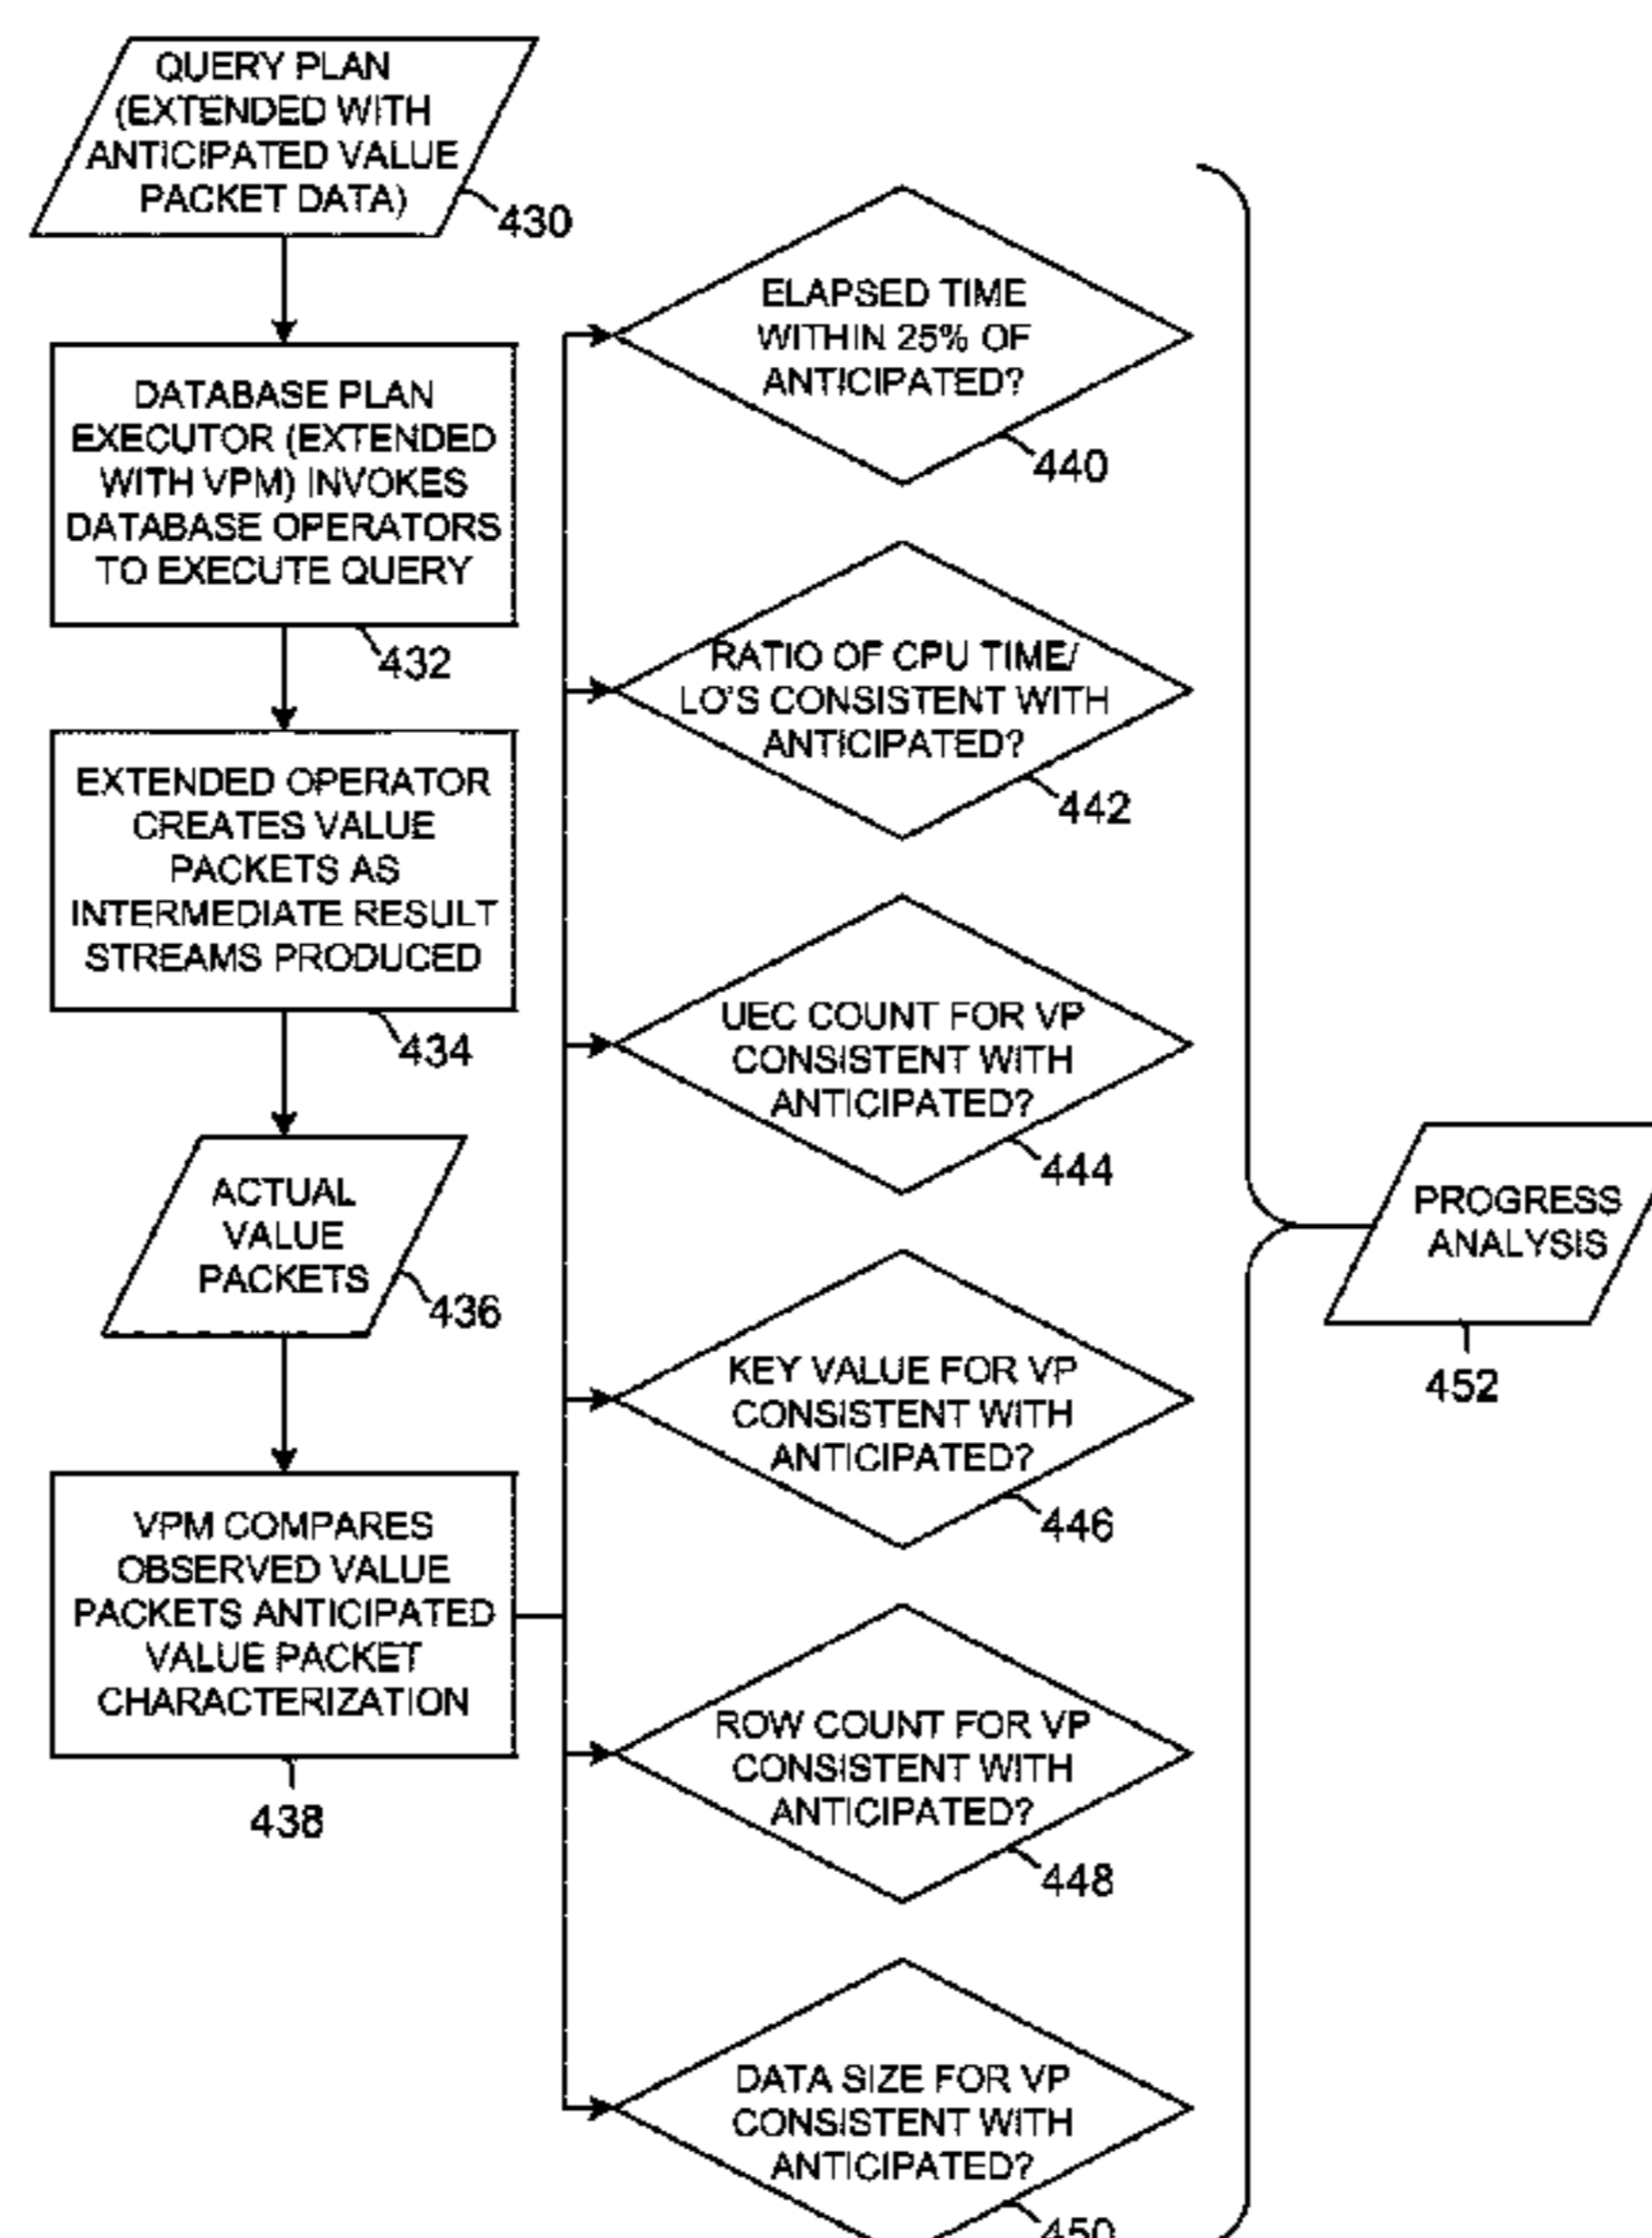 QUERY PLAN
(EXTENDED WITH
ANTICIPATED VALUE
PACKET DATA)
430
DATABASE PLAN
EXECUTOR (EXTENDED
WITH VPM) INVOKES
DATABASE OPERATORS
TO EXECUTE QUERY
432
EXTENDED OPERATOR
CREATES VALUE
PACKETS AS
INTERMEDIATE RESULT
STREAMS PRODUCED
434
ACTUAL
VALUE
PACKETS
436
VPM COMPARES
OBSERVED VALUE
PACKETS ANTICIPATED
VALUE PACKET
CHARACTERIZATION
438
ELAPSED TIME
WITHIN 25% OF
ANTICIPATED?
440
RATIO OF CPU TIME/
I.O'S CONSISTENT WITH
ANTICIPATED?
442
UEC COUNT FOR VP
CONSISTENT WITH
ANTICIPATED?
444
KEY VALUE FOR VP
CONSISTENT WITH
ANTICIPATED?
446
ROW COUNT FOR VP
CONSISTENT WITH
ANTICIPATED?
448
DATA SIZE FOR VP
CONSISTENT WITH
ANTICIPATED?
450
PROGRESS
ANALYSIS
452